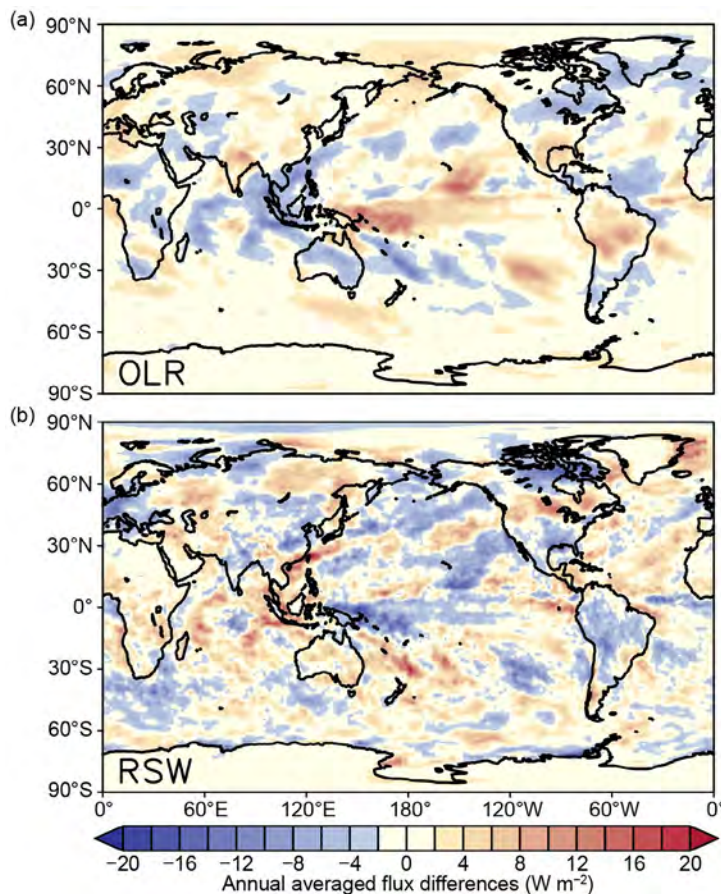 (a)
90°N
60°N
30°N
0°
30°S
60°S
90°S
OLR
(b)
90°N
60°N
30°N
0°
30°S
60°S
90°S
RSW
0° 60°E 120°E 180° 120°W 60°W 0°
−20 −16 −12 −8 −4 0 4 8 12 16 20
Annual averaged flux differences (W m⁻²)